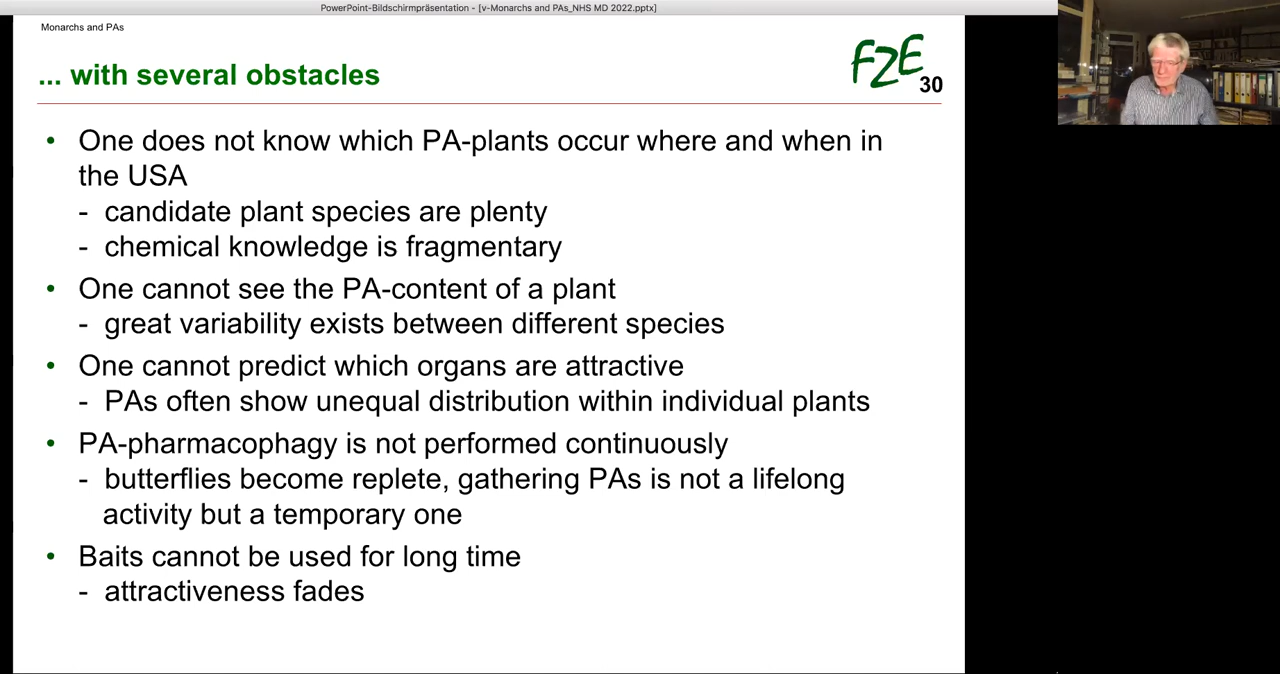 PowerPoint-Bildschirmpräsentation - [v-Monarchs and PAs_NHS MD 2022.pptx]
Monarchs and PAs
... with several obstacles
FZE
30
• One does not know which PA-plants occur where and when in
the USA
- candidate plant species are plenty
- chemical knowledge is fragmentary
• One cannot see the PA-content of a plant
- great variability exists between different species
• One cannot predict which organs are attractive
- PAs often show unequal distribution within individual plants
• PA-pharmacophagy is not performed continuously
- butterflies become replete, gathering PAs is not a lifelong
activity but a temporary one
• Baits cannot be used for long time
- attractiveness fades